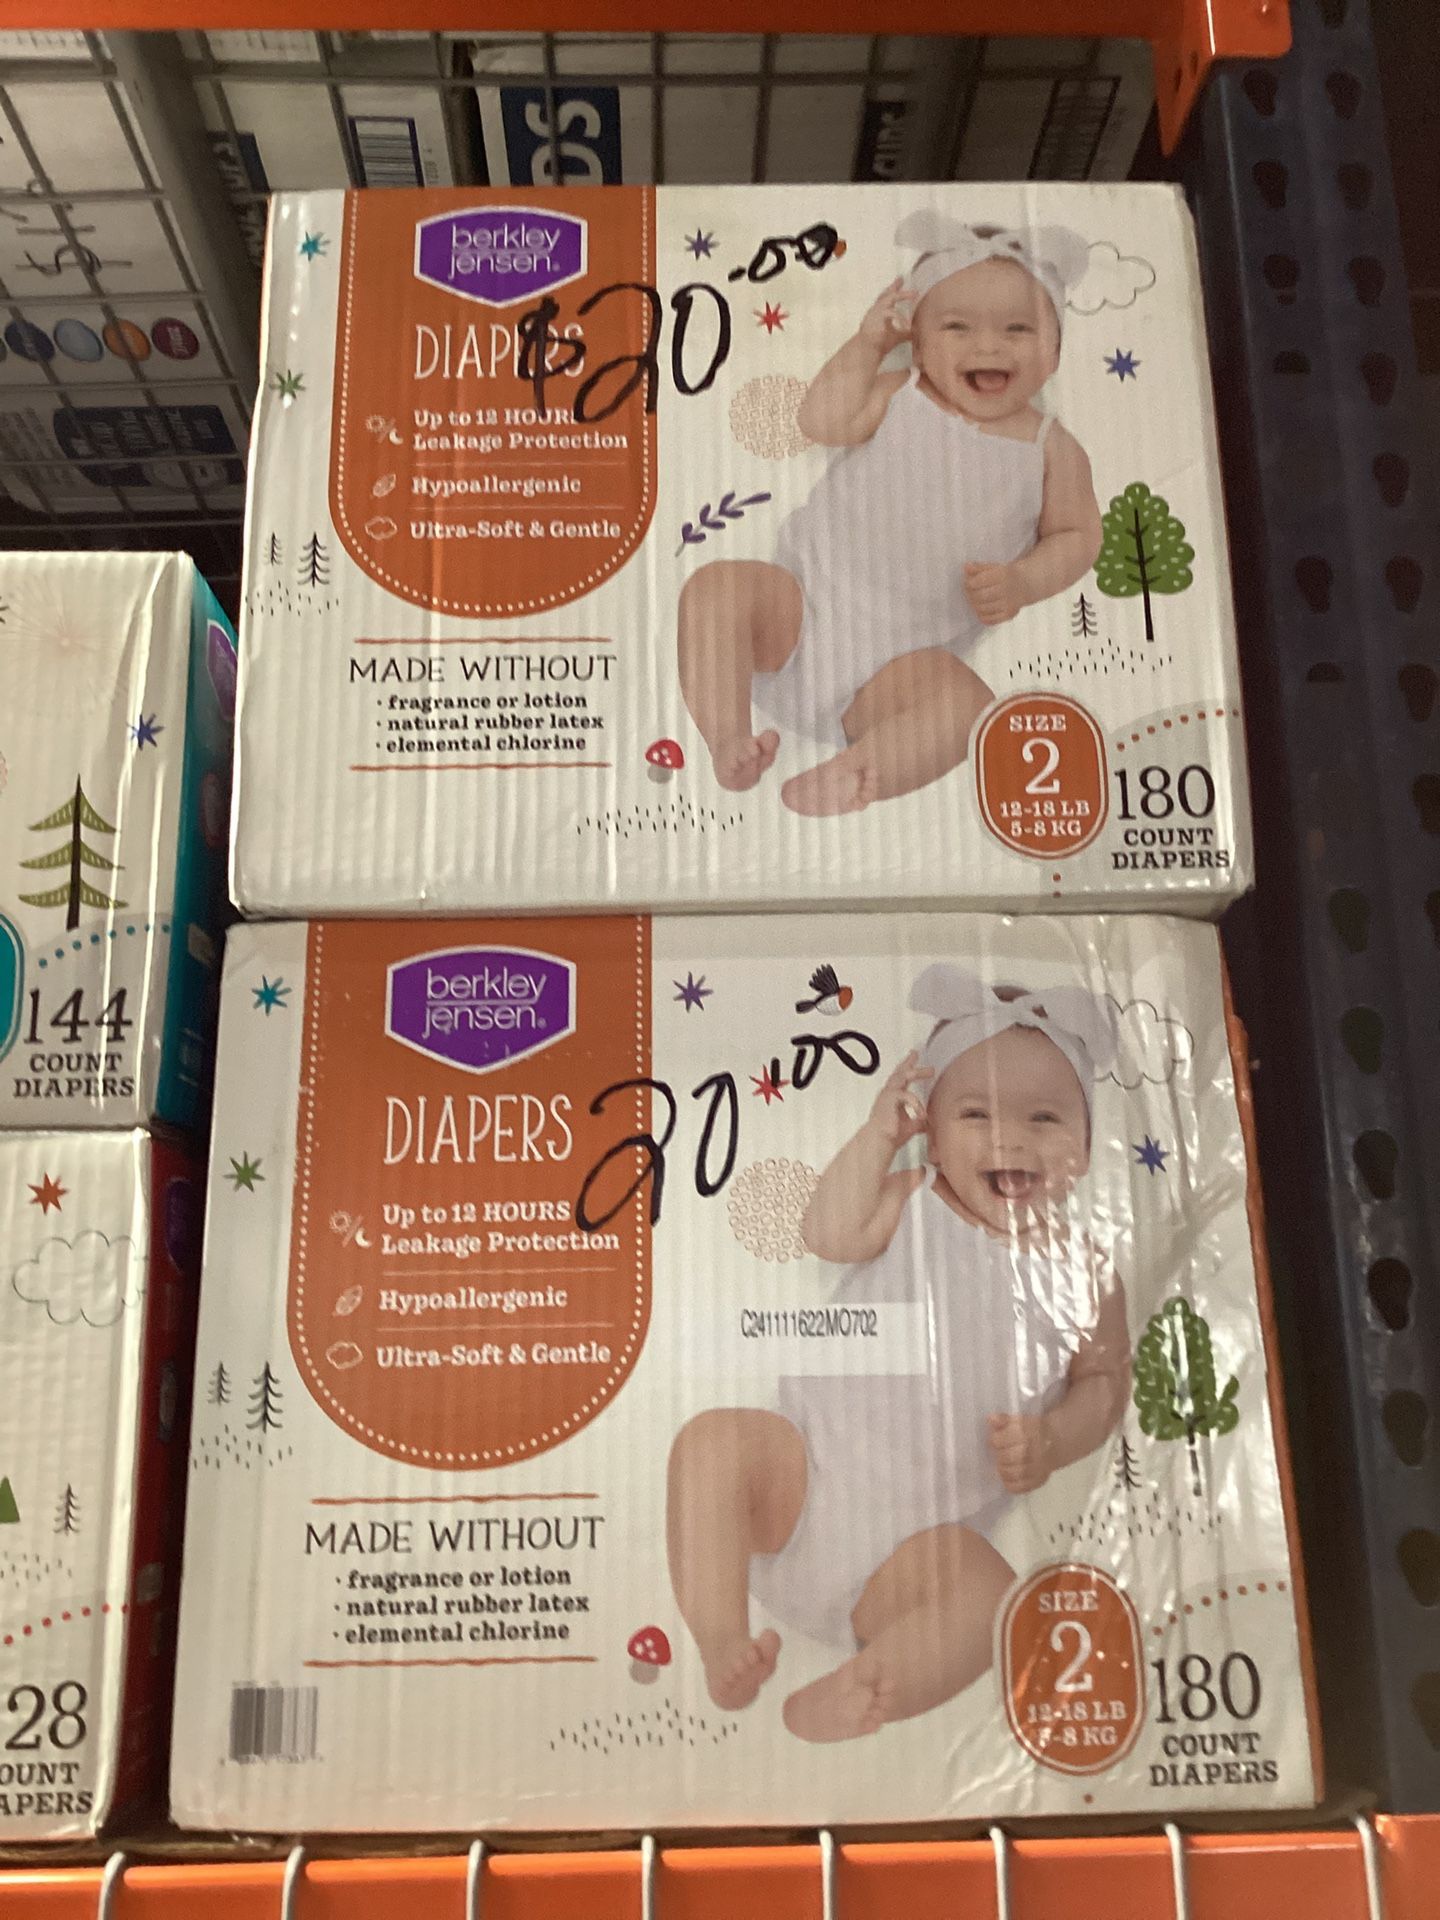 DS
berkley
jensen.
$20.00
DIAPERS
Up to 12 HOURS
Leakage Protection
Hypoallergenic
Ultra-Soft & Gentle
MADE WITHOUT
• fragrance or lotion
• natural rubber latex
• elemental chlorine
SIZE
2
12-18 LB
5-8 KG
180
COUNT
DIAPERS
144
COUNT
DIAPERS
berkley
jensen®
20.00
DIAPERS
Up to 12 HOURS
Leakage Protection
Hypoallergenic
Ultra-Soft & Gentle
C241111622M0702
MADE WITHOUT
• fragrance or lotion
• natural rubber latex
• elemental chlorine
SIZE
2
12-18 LB
5-8 KG
180
COUNT
DIAPERS
28
OUNT
APERS